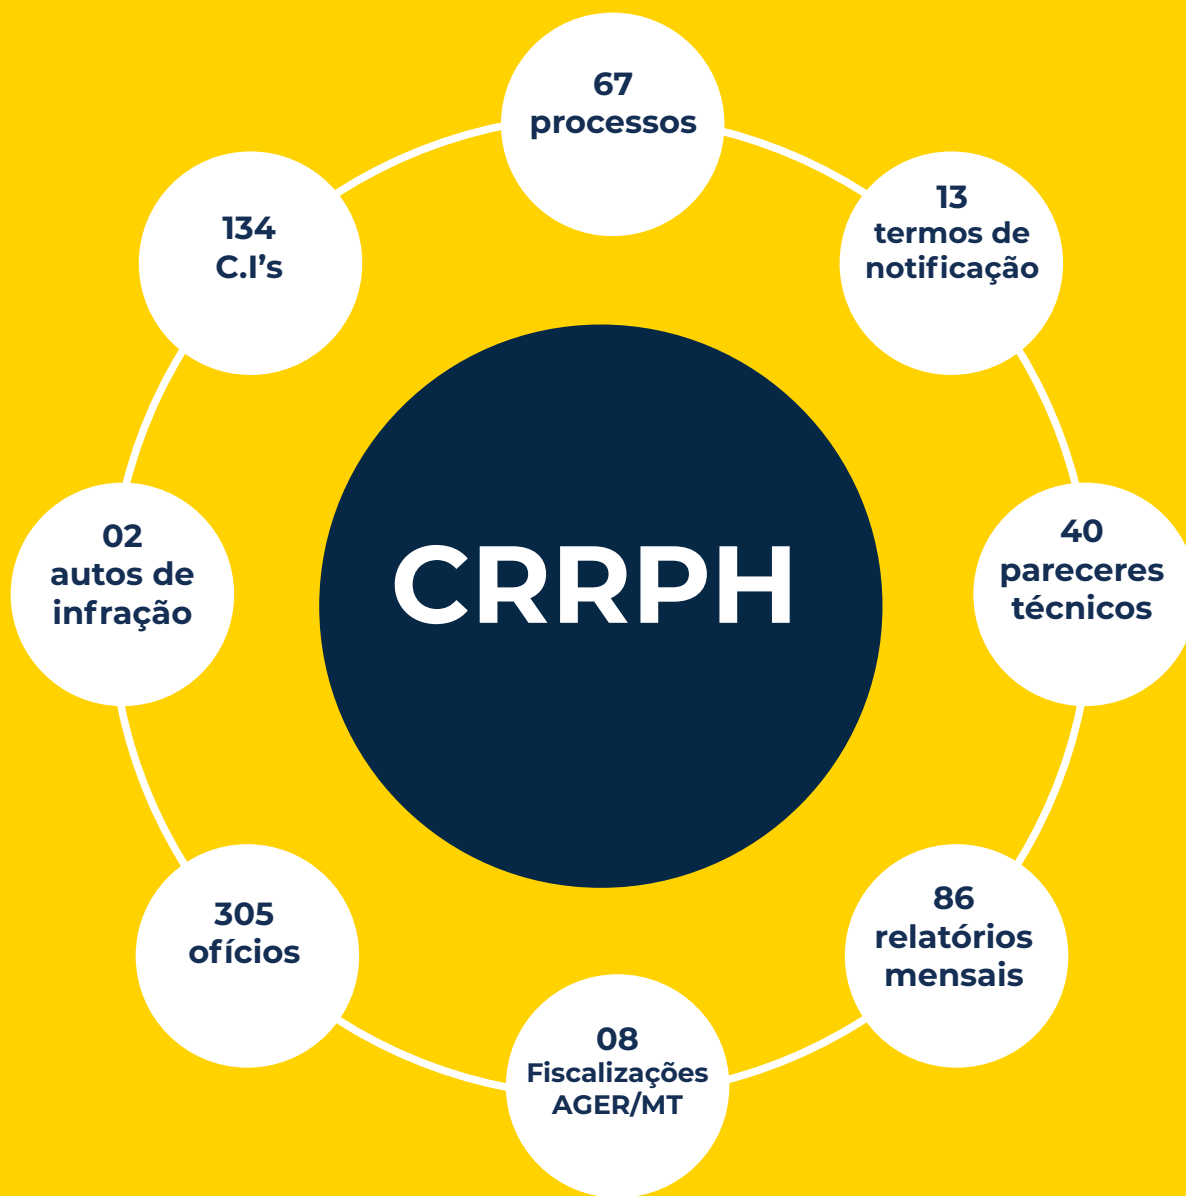 67
processos
13
termos de
notificação
134
C.I’s
40
pareceres
técnicos
02
autos de
infração
CRRPH
86
relatórios
mensais
305
ofícios
08
Fiscalizações
AGER/MT